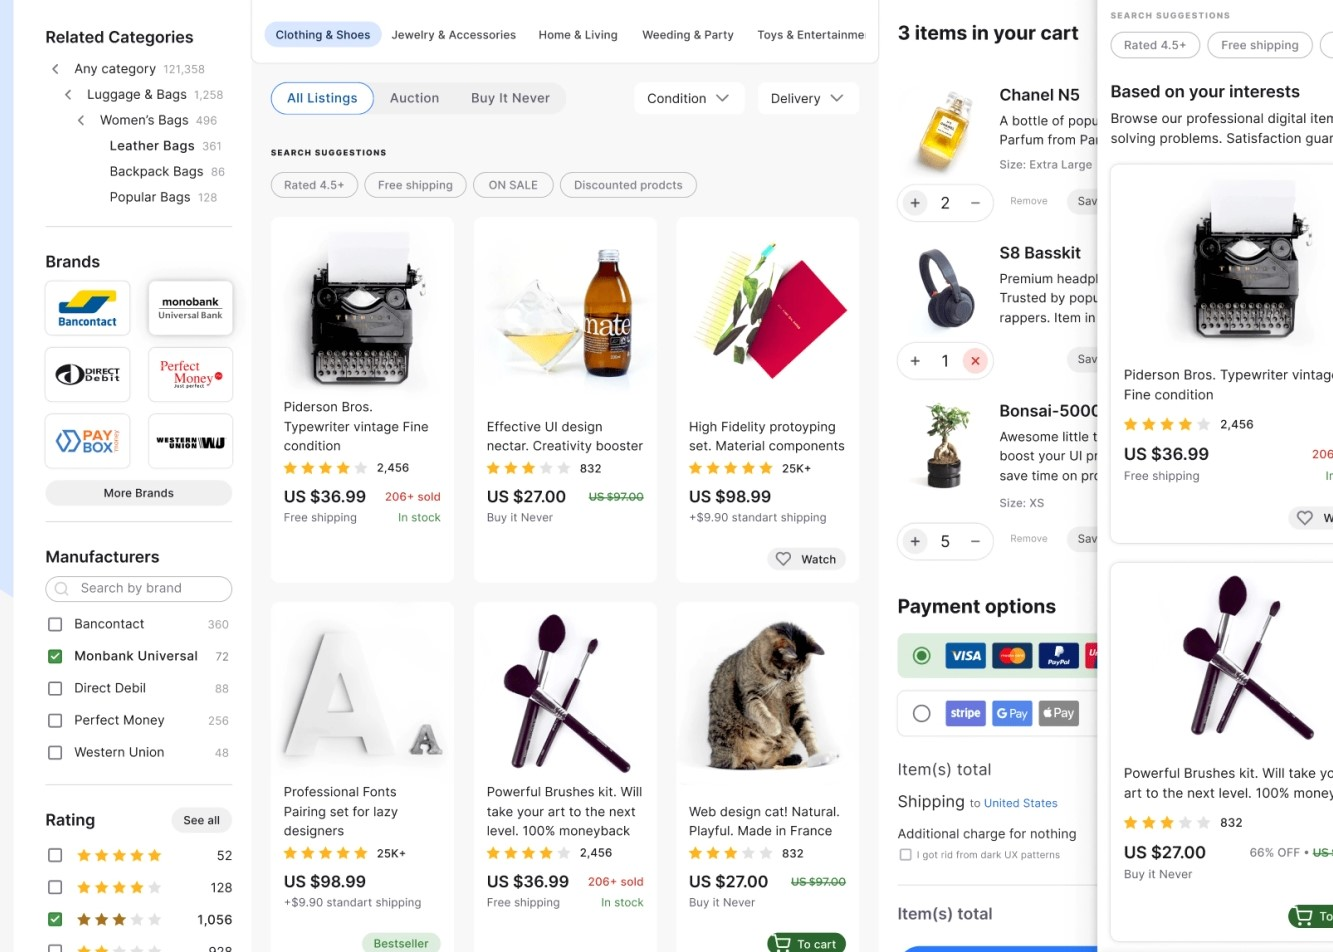 Related Categories
Any category 121,358
Luggage & Bags 1,258
Women's Bags 496
Leather Bags 361
Backpack Bags 86
Popular Bags 128
Brands
Bancontact
monobank
Universal Bank
DIRECT
Debit
Perfect
Money
Just perfect
PAY
BOX
money
WESTERN
UNION WU
More Brands
Manufacturers
Search by brand
Bancontact 360
Monbank Universal 72
Direct Debil 88
Perfect Money 256
Western Union 48
Rating
See all
52
128
1,056
928
Clothing & Shoes
Jewelry & Accessories
Home & Living
Weeding & Party
Toys & Entertainme
All Listings
Auction
Buy It Never
Condition
Delivery
SEARCH SUGGESTIONS
Rated 4.5+
Free shipping
ON SALE
Discounted prodcts
Piderson Bros.
Typewriter vintage Fine
condition
2,456
US $36.99 206+ sold
Free shipping In stock
mate
Effective UI design
nectar. Creativity booster
832
US $27.00 US $97.00
Buy it Never
High Fidelity protoyping
set. Material components
25K+
US $98.99
+$9.90 standart shipping
Watch
A
A
Professional Fonts
Pairing set for lazy
designers
25K+
US $98.99
+$9.90 standart shipping
Bestseller
Powerful Brushes kit. Will
take your art to the next
level. 100% moneyback
2,456
US $36.99 206+ sold
Free shipping In stock
Web design cat! Natural.
Playful. Made in France
832
US $27.00 US $97.00
Buy it Never
To cart
3 items in your cart
Chanel N5
A bottle of popu
Parfum from Par
Size: Extra Large
+ 2 −
Remove
Sav
S8 Basskit
Premium headpl
Trusted by popu
rappers. Item in
+ 1 ×
Sav
Bonsai-5000
Awesome little t
boost your UI pr
save time on pro
Size: XS
+ 5 −
Remove
Sav
Payment options
VISA
PayPal
stripe
G Pay
Pay
Item(s) total
Shipping to United States
Additional charge for nothing
I got rid from dark UX patterns
Item(s) total
SEARCH SUGGESTIONS
Rated 4.5+
Free shipping
Based on your interests
Browse our professional digital item
solving problems. Satisfaction guar
Piderson Bros. Typewriter vintage
Fine condition
2,456
US $36.99 206
Free shipping In
W
Powerful Brushes kit. Will take yo
art to the next level. 100% money
832
US $27.00 66% OFF • US $
Buy it Never
To